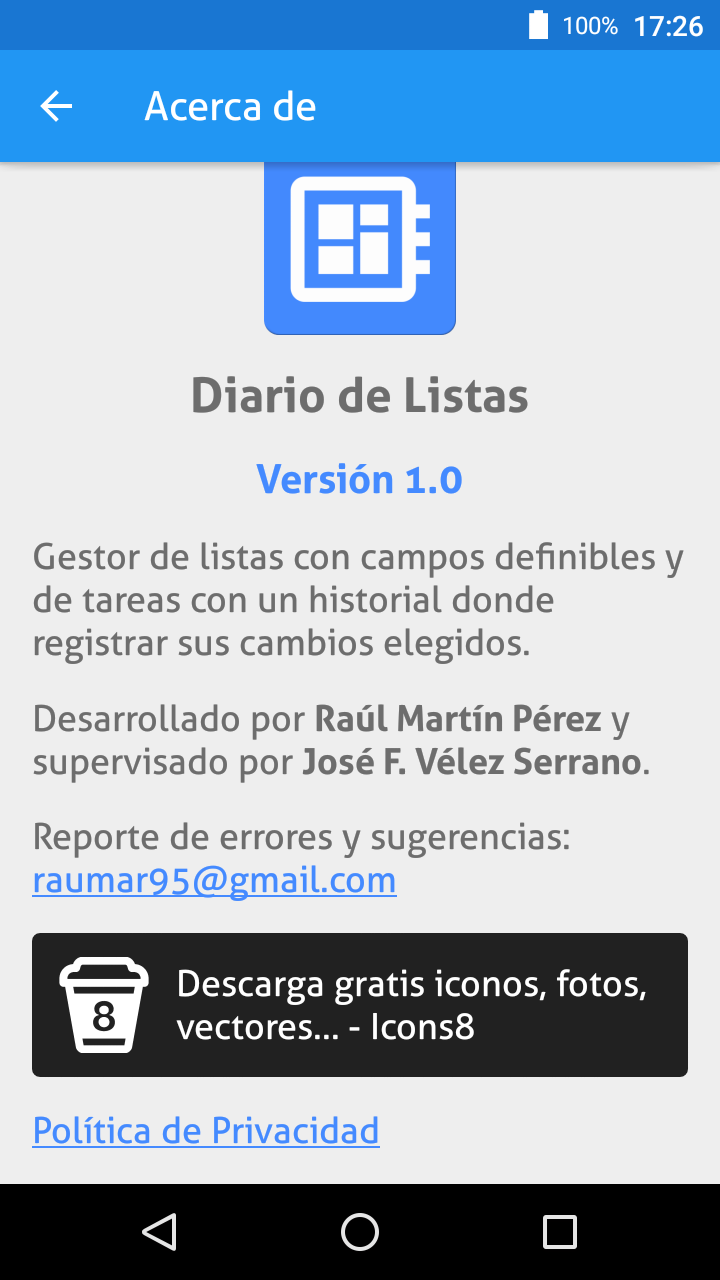 100% 17:26
Acerca de
Diario de Listas
Versión 1.0
Gestor de listas con campos definibles y
de tareas con un historial donde
registrar sus cambios elegidos.
Desarrollado por Raúl Martín Pérez y
supervisado por José F. Vélez Serrano.
Reporte de errores y sugerencias:
raumar95@gmail.com
8
Descarga gratis iconos, fotos,
vectores... - Icons8
Política de Privacidad